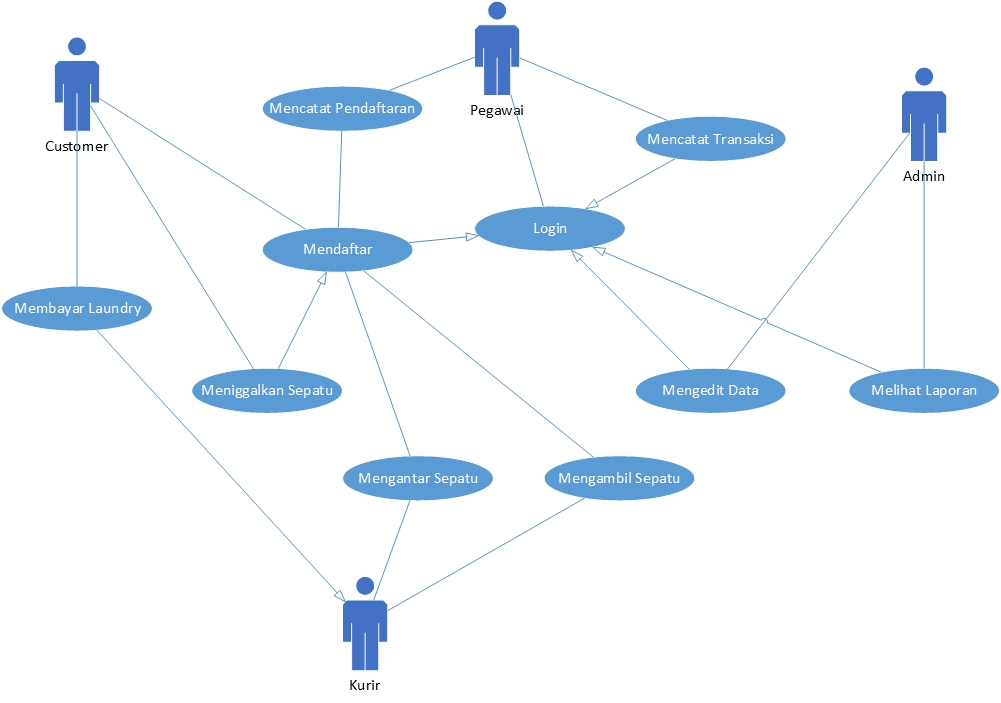 Customer
Mencatat Pendaftaran
Pegawai
Mencatat Transaksi
Admin
Login
Mendaftar
Membayar Laundry
Meniggalkan Sepatu
Mengedit Data
Melihat Laporan
Mengantar Sepatu
Mengambil Sepatu
Kurir